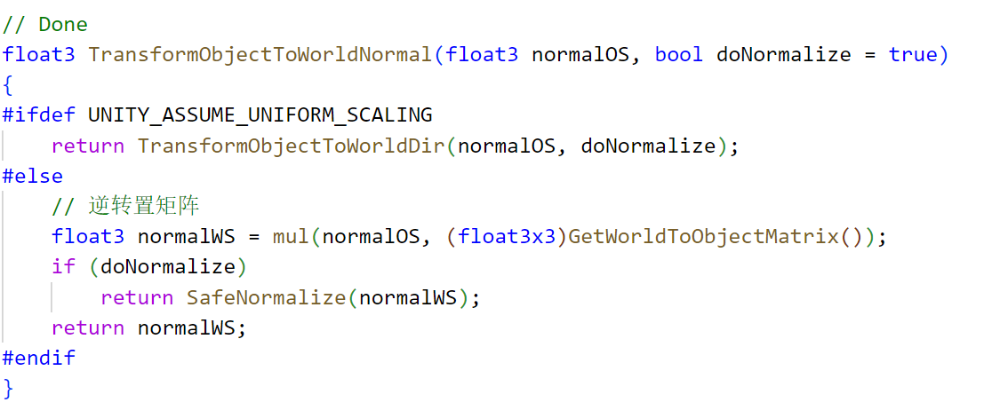 // Done
float3 TransformObjectToWorldNormal(float3 normalOS, bool doNormalize = true)
{
#ifdef UNITY_ASSUME_UNIFORM_SCALING
    return TransformObjectToWorldDir(normalOS, doNormalize);
#else
    // 逆转置矩阵
    float3 normalWS = mul(normalOS, (float3x3)GetWorldToObjectMatrix());
    if (doNormalize)
        return SafeNormalize(normalWS);
    return normalWS;
#endif
}